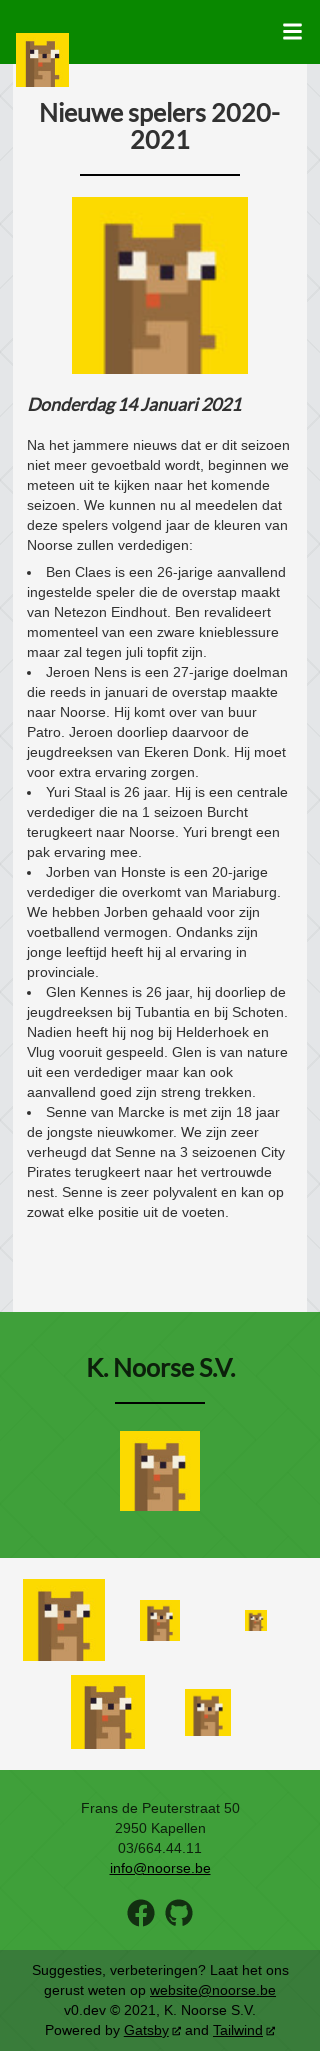 Nieuwe spelers 2020-
2021
Donderdag 14 Januari 2021
Na het jammere nieuws dat er dit seizoen
niet meer gevoetbald wordt, beginnen we
meteen uit te kijken naar het komende
seizoen. We kunnen nu al meedelen dat
deze spelers volgend jaar de kleuren van
Noorse zullen verdedigen:
• Ben Claes is een 26-jarige aanvallend
ingestelde speler die de overstap maakt
van Netezon Eindhout. Ben revalideert
momenteel van een zware knieblessure
maar zal tegen juli topfit zijn.
• Jeroen Nens is een 27-jarige doelman
die reeds in januari de overstap maakte
naar Noorse. Hij komt over van buur
Patro. Jeroen doorliep daarvoor de
jeugdreeksen van Ekeren Donk. Hij moet
voor extra ervaring zorgen.
• Yuri Staal is 26 jaar. Hij is een centrale
verdediger die na 1 seizoen Burcht
terugkeert naar Noorse. Yuri brengt een
pak ervaring mee.
• Jorben van Honste is een 20-jarige
verdediger die overkomt van Mariaburg.
We hebben Jorben gehaald voor zijn
voetballend vermogen. Ondanks zijn
jonge leeftijd heeft hij al ervaring in
provinciale.
• Glen Kennes is 26 jaar, hij doorliep de
jeugdreeksen bij Tubantia en bij Schoten.
Nadien heeft hij nog bij Helderhoek en
Vlug vooruit gespeeld. Glen is van nature
uit een verdediger maar kan ook
aanvallend goed zijn streng trekken.
• Senne van Marcke is met zijn 18 jaar
de jongste nieuwkomer. We zijn zeer
verheugd dat Senne na 3 seizoenen City
Pirates terugkeert naar het vertrouwde
nest. Senne is zeer polyvalent en kan op
zowat elke positie uit de voeten.
K. Noorse S.V.
Frans de Peuterstraat 50
2950 Kapellen
03/664.44.11
info@noorse.be
Suggesties, verbeteringen? Laat het ons
gerust weten op website@noorse.be
v0.dev © 2021, K. Noorse S.V.
Powered by Gatsby and Tailwind